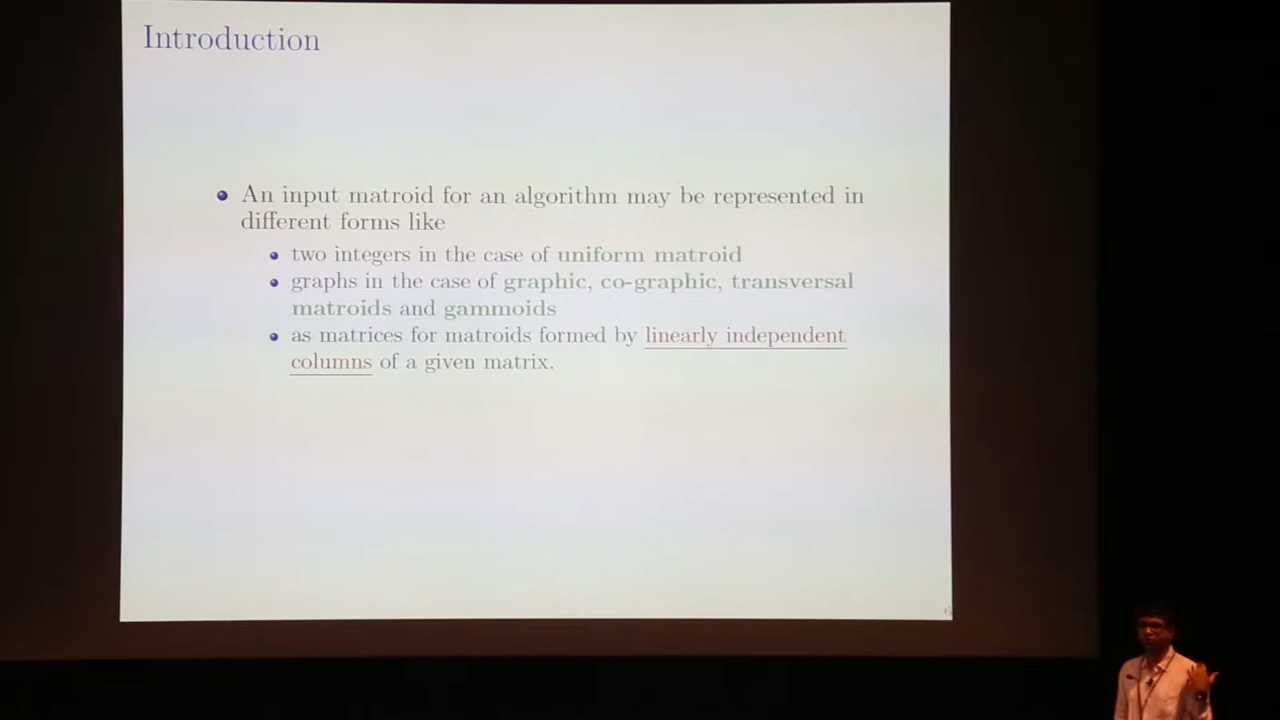 Introduction
An input matroid for an algorithm may be represented in
different forms like
two integers in the case of uniform matroid
graphs in the case of graphic, co-graphic, transversal
matroids and gammoids
as matrices for matroids formed by linearly independent
columns of a given matrix.
6